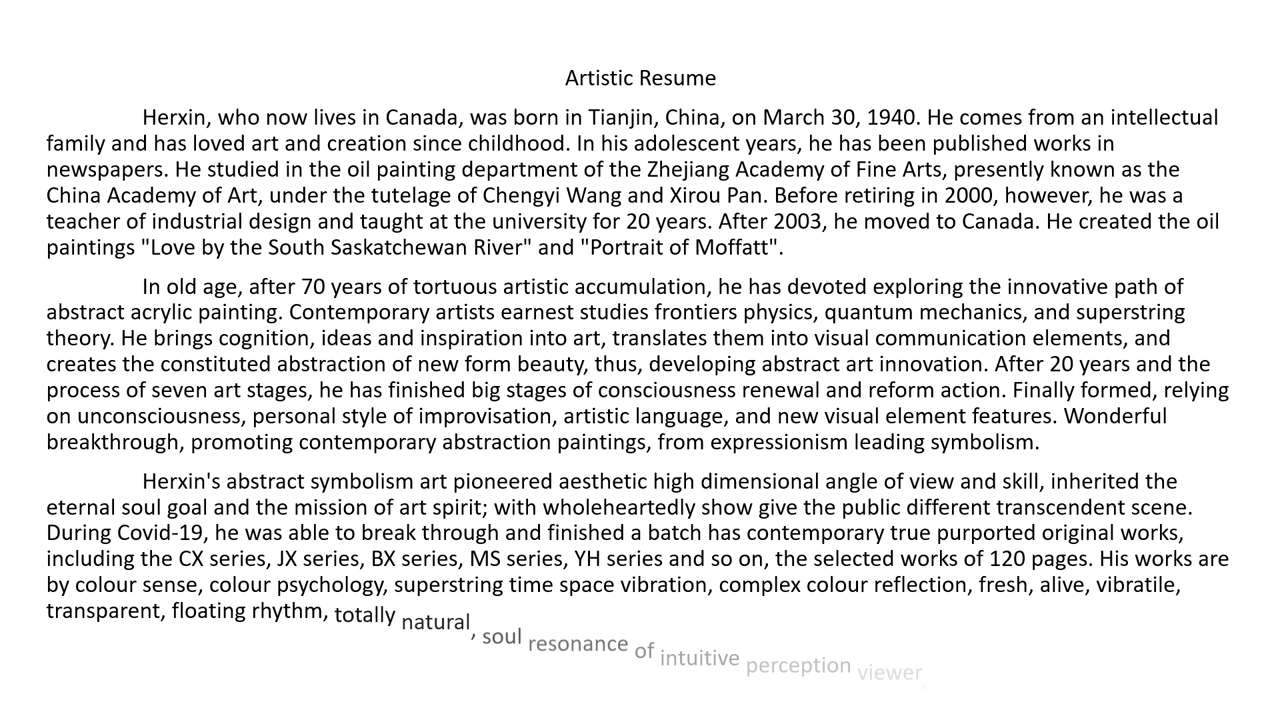 Artistic Resume
Herxin, who now lives in Canada, was born in Tianjin, China, on March 30, 1940. He comes from an intellectual
family and has loved art and creation since childhood. In his adolescent years, he has been published works in
newspapers. He studied in the oil painting department of the Zhejiang Academy of Fine Arts, presently known as the
China Academy of Art, under the tutelage of Chengyi Wang and Xirou Pan. Before retiring in 2000, however, he was a
teacher of industrial design and taught at the university for 20 years. After 2003, he moved to Canada. He created the oil
paintings "Love by the South Saskatchewan River" and "Portrait of Moffatt".
In old age, after 70 years of tortuous artistic accumulation, he has devoted exploring the innovative path of
abstract acrylic painting. Contemporary artists earnest studies frontiers physics, quantum mechanics, and superstring
theory. He brings cognition, ideas and inspiration into art, translates them into visual communication elements, and
creates the constituted abstraction of new form beauty, thus, developing abstract art innovation. After 20 years and the
process of seven art stages, he has finished big stages of consciousness renewal and reform action. Finally formed, relying
on unconsciousness, personal style of improvisation, artistic language, and new visual element features. Wonderful
breakthrough, promoting contemporary abstraction paintings, from expressionism leading symbolism.
Herxin's abstract symbolism art pioneered aesthetic high dimensional angle of view and skill, inherited the
eternal soul goal and the mission of art spirit; with wholeheartedly show give the public different transcendent scene.
During Covid-19, he was able to break through and finished a batch has contemporary true purported original works,
including the CX series, JX series, BX series, MS series, YH series and so on, the selected works of 120 pages. His works are
by colour sense, colour psychology, superstring time space vibration, complex colour reflection, fresh, alive, vibratile,
transparent, floating rhythm, totally natural, soul resonance of intuitive perception viewer,